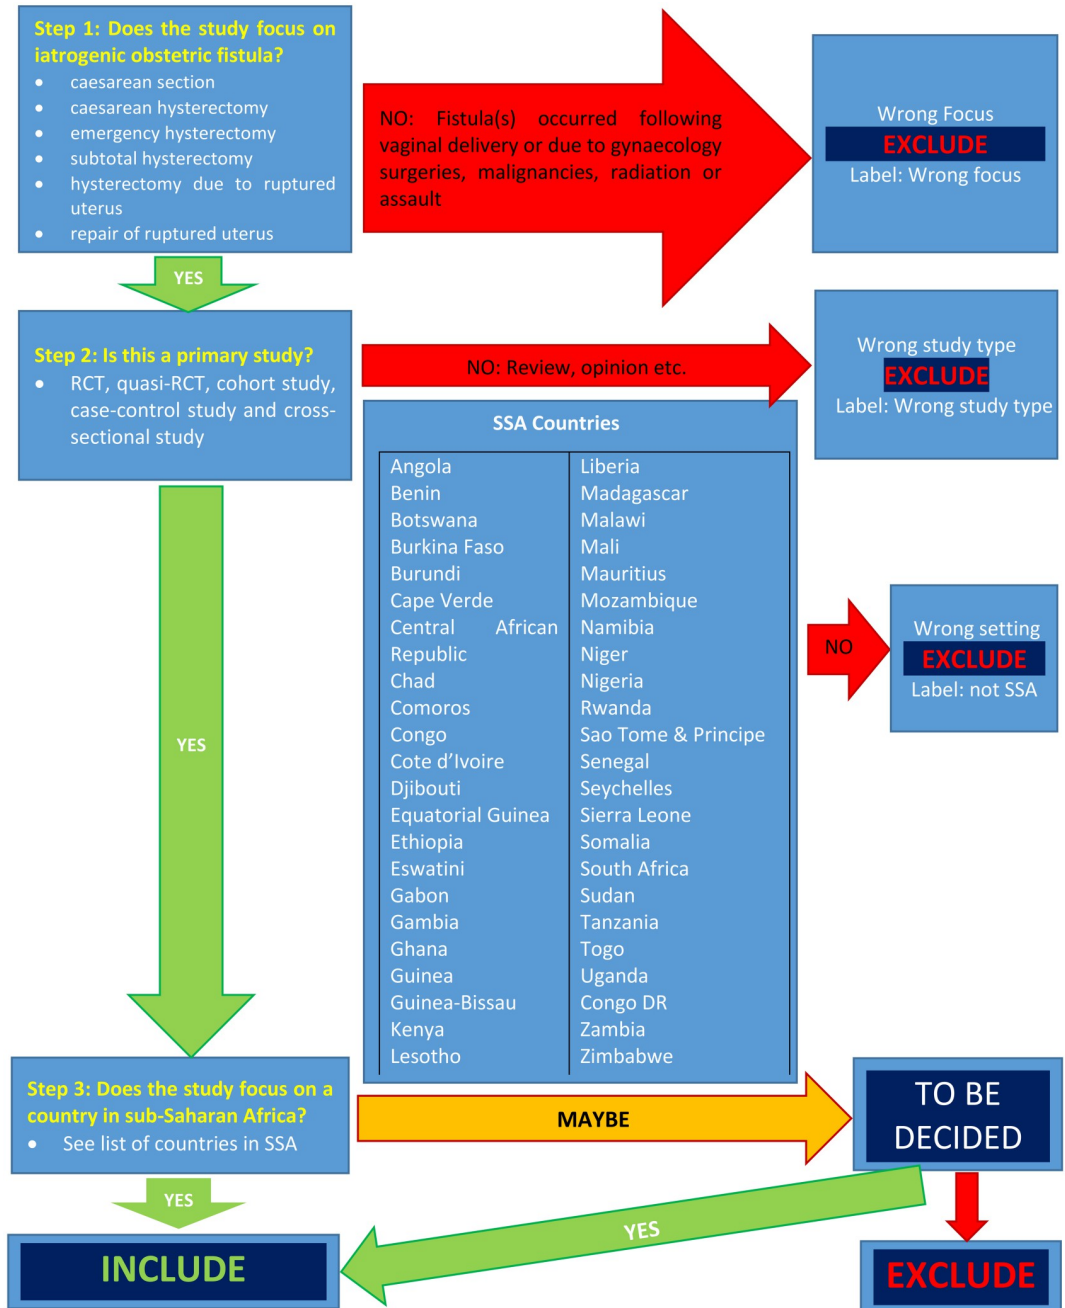 Step 1: Does the study focus on
iatrogenic obstetric fistula?
• caesarean section
• caesarean hysterectomy
• emergency hysterectomy
• subtotal hysterectomy
• hysterectomy due to ruptured
uterus
• repair of ruptured uterus
NO: Fistula(s) occurred following
vaginal delivery or due to gynaecology
surgeries, malignancies, radiation or
assault
Wrong Focus
EXCLUDE
Label: Wrong focus
YES
Step 2: Is this a primary study?
• RCT, quasi-RCT, cohort study,
case-control study and cross-
sectional study
NO: Review, opinion etc.
Wrong study type
EXCLUDE
Label: Wrong study type
SSA Countries
Angola
Benin
Botswana
Burkina Faso
Burundi
Cape Verde
Central African
Republic
Chad
Comoros
Congo
Cote d’Ivoire
Djibouti
Equatorial Guinea
Ethiopia
Eswatini
Gabon
Gambia
Ghana
Guinea
Guinea-Bissau
Kenya
Lesotho
Liberia
Madagascar
Malawi
Mali
Mauritius
Mozambique
Namibia
Niger
Nigeria
Rwanda
Sao Tome & Principe
Senegal
Seychelles
Sierra Leone
Somalia
South Africa
Sudan
Tanzania
Togo
Uganda
Congo DR
Zambia
Zimbabwe
NO
Wrong setting
EXCLUDE
Label: not SSA
YES
Step 3: Does the study focus on a
country in sub-Saharan Africa?
• See list of countries in SSA
MAYBE
TO BE
DECIDED
YES
YES
INCLUDE
EXCLUDE